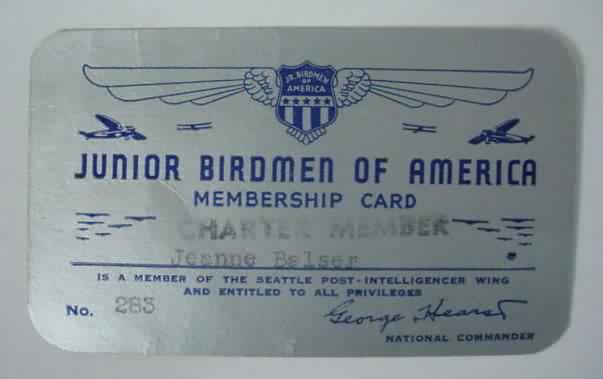 JR. BIRDMEN
OF
AMERICA
JUNIOR BIRDMEN OF AMERICA
MEMBERSHIP CARD
CHARTER MEMBER
Jeanne Balser
IS A MEMBER OF THE SEATTLE POST-INTELLIGENCER WING
AND ENTITLED TO ALL PRIVILEGES
No. 283
George Hearst
NATIONAL COMMANDER